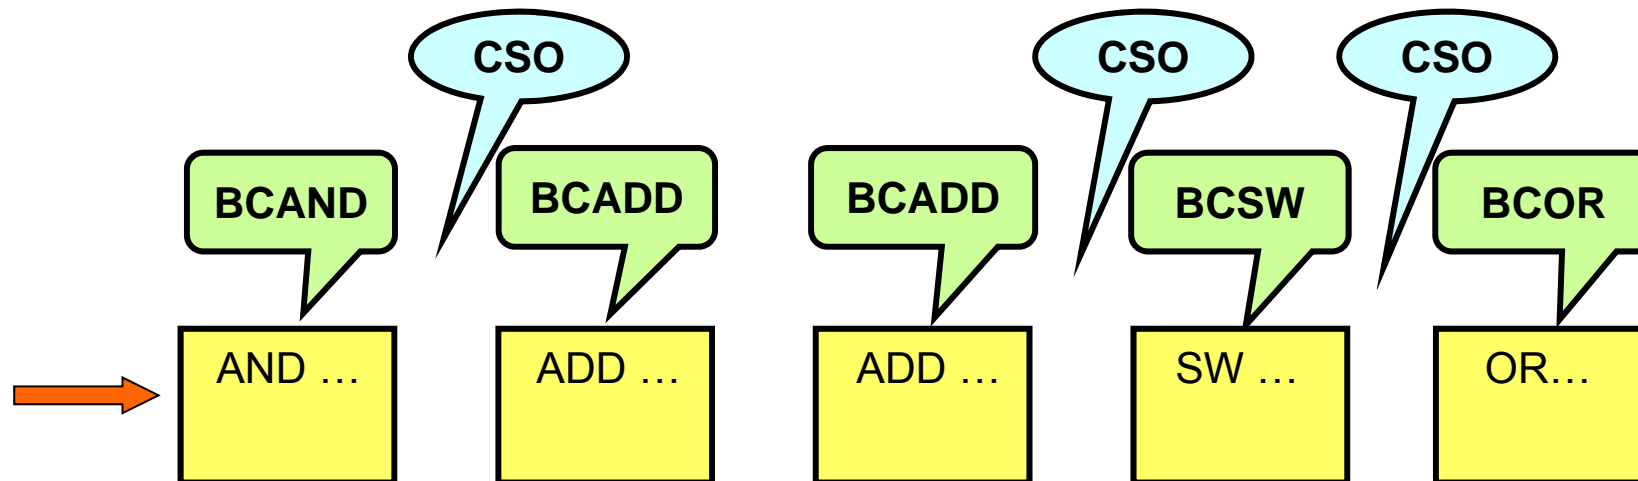 CSO
CSO
CSO
BCAND
BCADD
BCADD
BCSW
BCOR
AND …
ADD …
ADD …
SW …
OR…